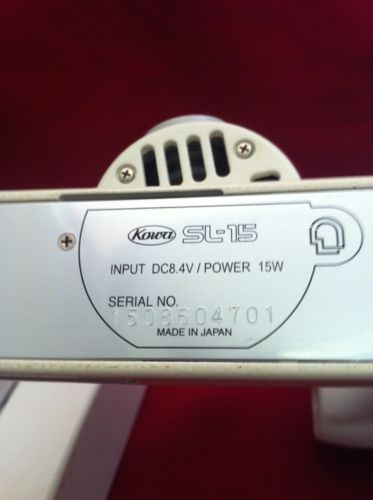 Kowa SL-15
INPUT DC8.4V / POWER 15W
SERIAL NO.
1508604701
MADE IN JAPAN